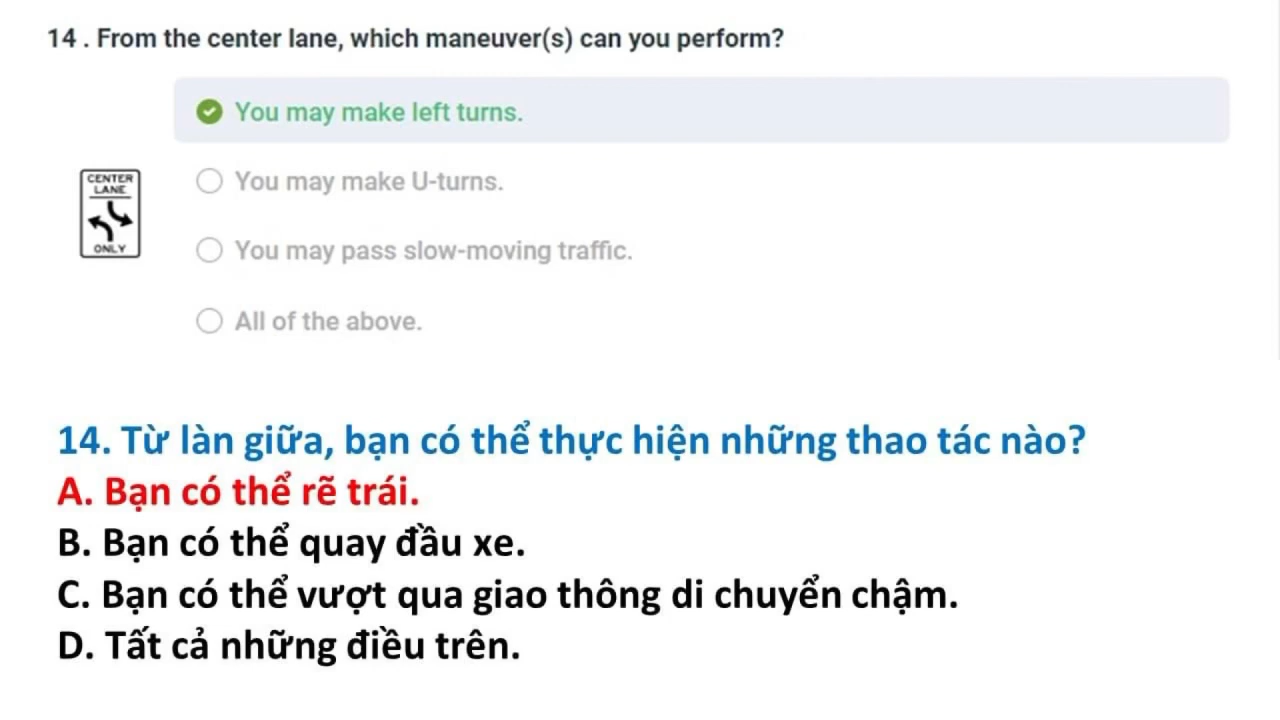 14 . From the center lane, which maneuver(s) can you perform?
You may make left turns.
CENTER
LANE
ONLY
You may make U-turns.
You may pass slow-moving traffic.
All of the above.
14. Từ làn giữa, bạn có thể thực hiện những thao tác nào?
A. Bạn có thể rẽ trái.
B. Bạn có thể quay đầu xe.
C. Bạn có thể vượt qua giao thông di chuyển chậm.
D. Tất cả những điều trên.